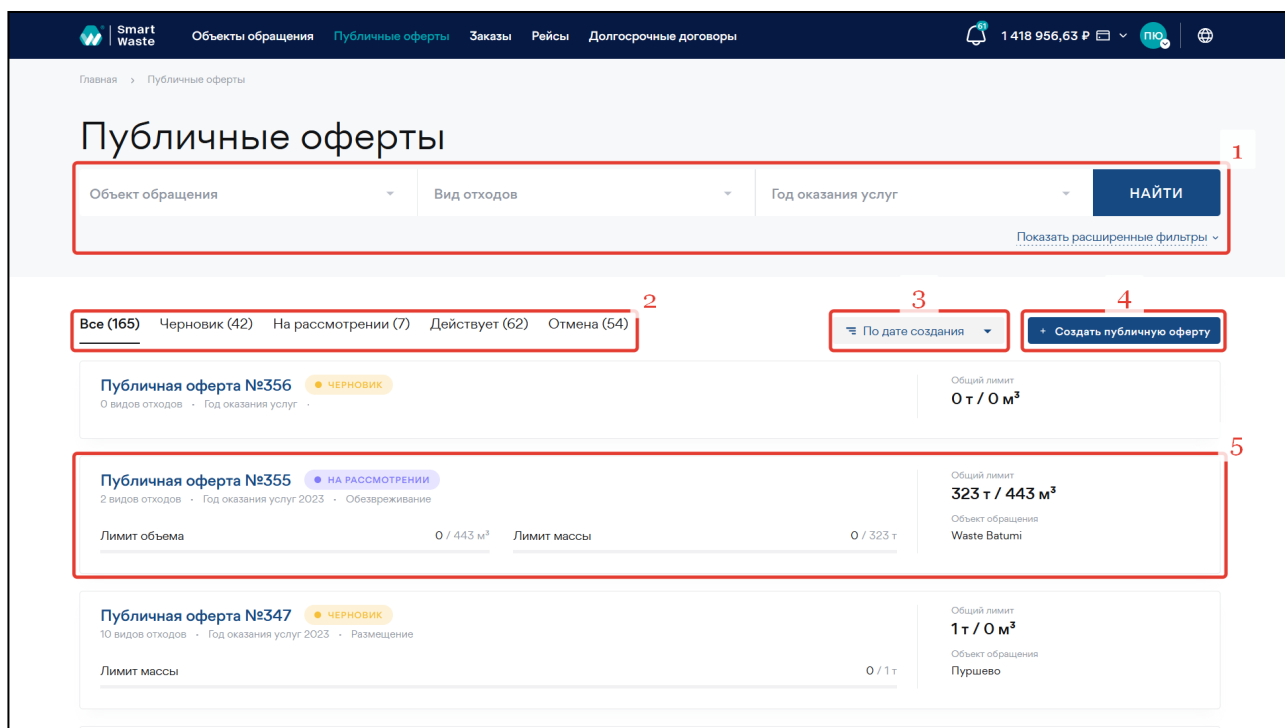 Smart
Waste
Объекты обращения Публичные оферты Заказы Рейсы Долгосрочные договоры 61 1 418 956,63 ₽ ПЮ
Главная > Публичные оферты
Публичные оферты
1
Объект обращения Вид отходов Год оказания услуг НАЙТИ
Показать расширенные фильтры
2 3 4
Все (165) Черновик (42) На рассмотрении (7) Действует (62) Отмена (54) По дате создания + Создать публичную оферту
Публичная оферта №356 ЧЕРНОВИК Общий лимит
0 видов отходов · Год оказания услуг · 0 т / 0 м³
5
Публичная оферта №355 НА РАССМОТРЕНИИ Общий лимит
2 видов отходов · Год оказания услуг 2023 · Обезвреживание 323 т / 443 м³
Объект обращения
Лимит объема 0 / 443 м³ Лимит массы 0 / 323 т Waste Batumi
Публичная оферта №347 ЧЕРНОВИК Общий лимит
10 видов отходов · Год оказания услуг 2023 · Размещение 1 т / 0 м³
Объект обращения
Лимит массы 0 / 1 т Пуршево